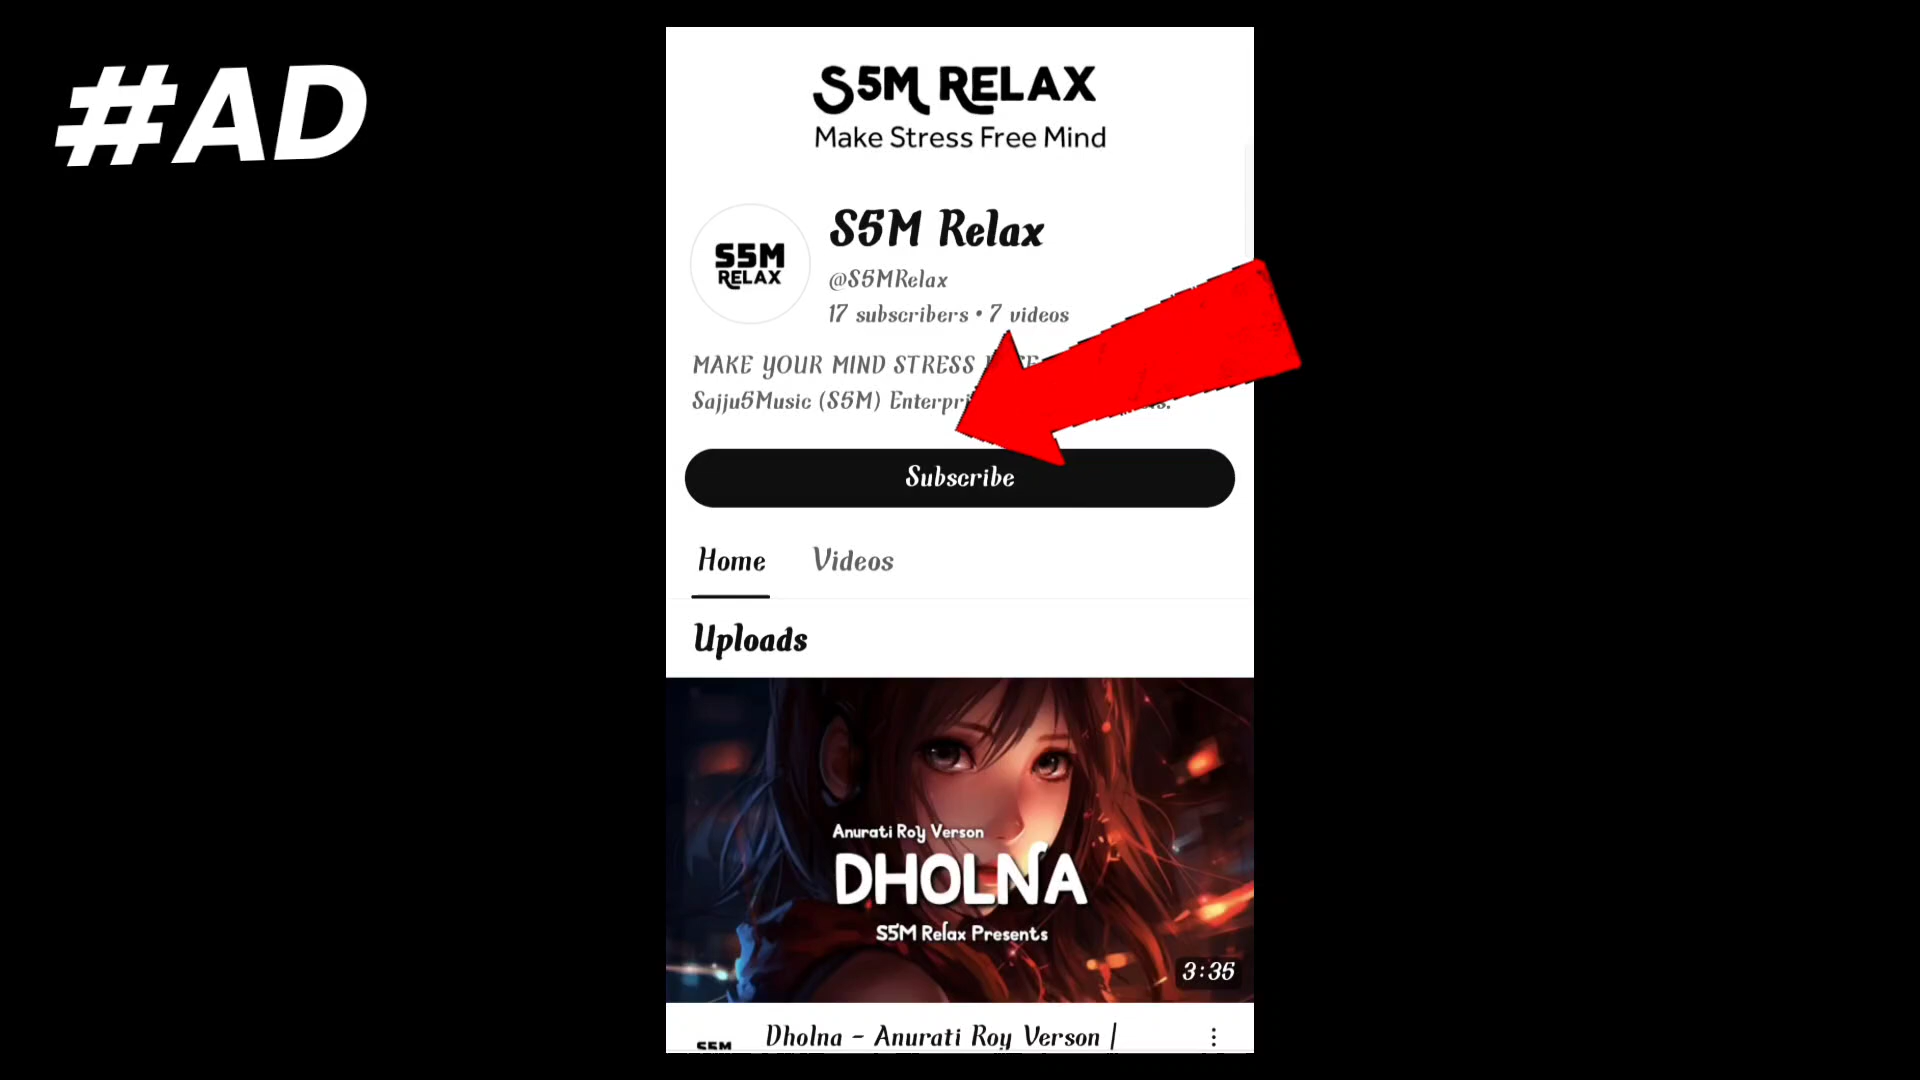 #AD
S5M RELAX
Make Stress Free Mind
S5M
RELAX
S5M Relax
@S5MRelax
17 subscribers • 7 videos
MAKE YOUR MIND STRESS
Sajju5Music (S5M)
Subscribe
Home Videos
Uploads
Anurati Roy Verson
DHOLNA
S5M Relax Presents
3:35
Dholna - Anurati Roy Verson |
S5M